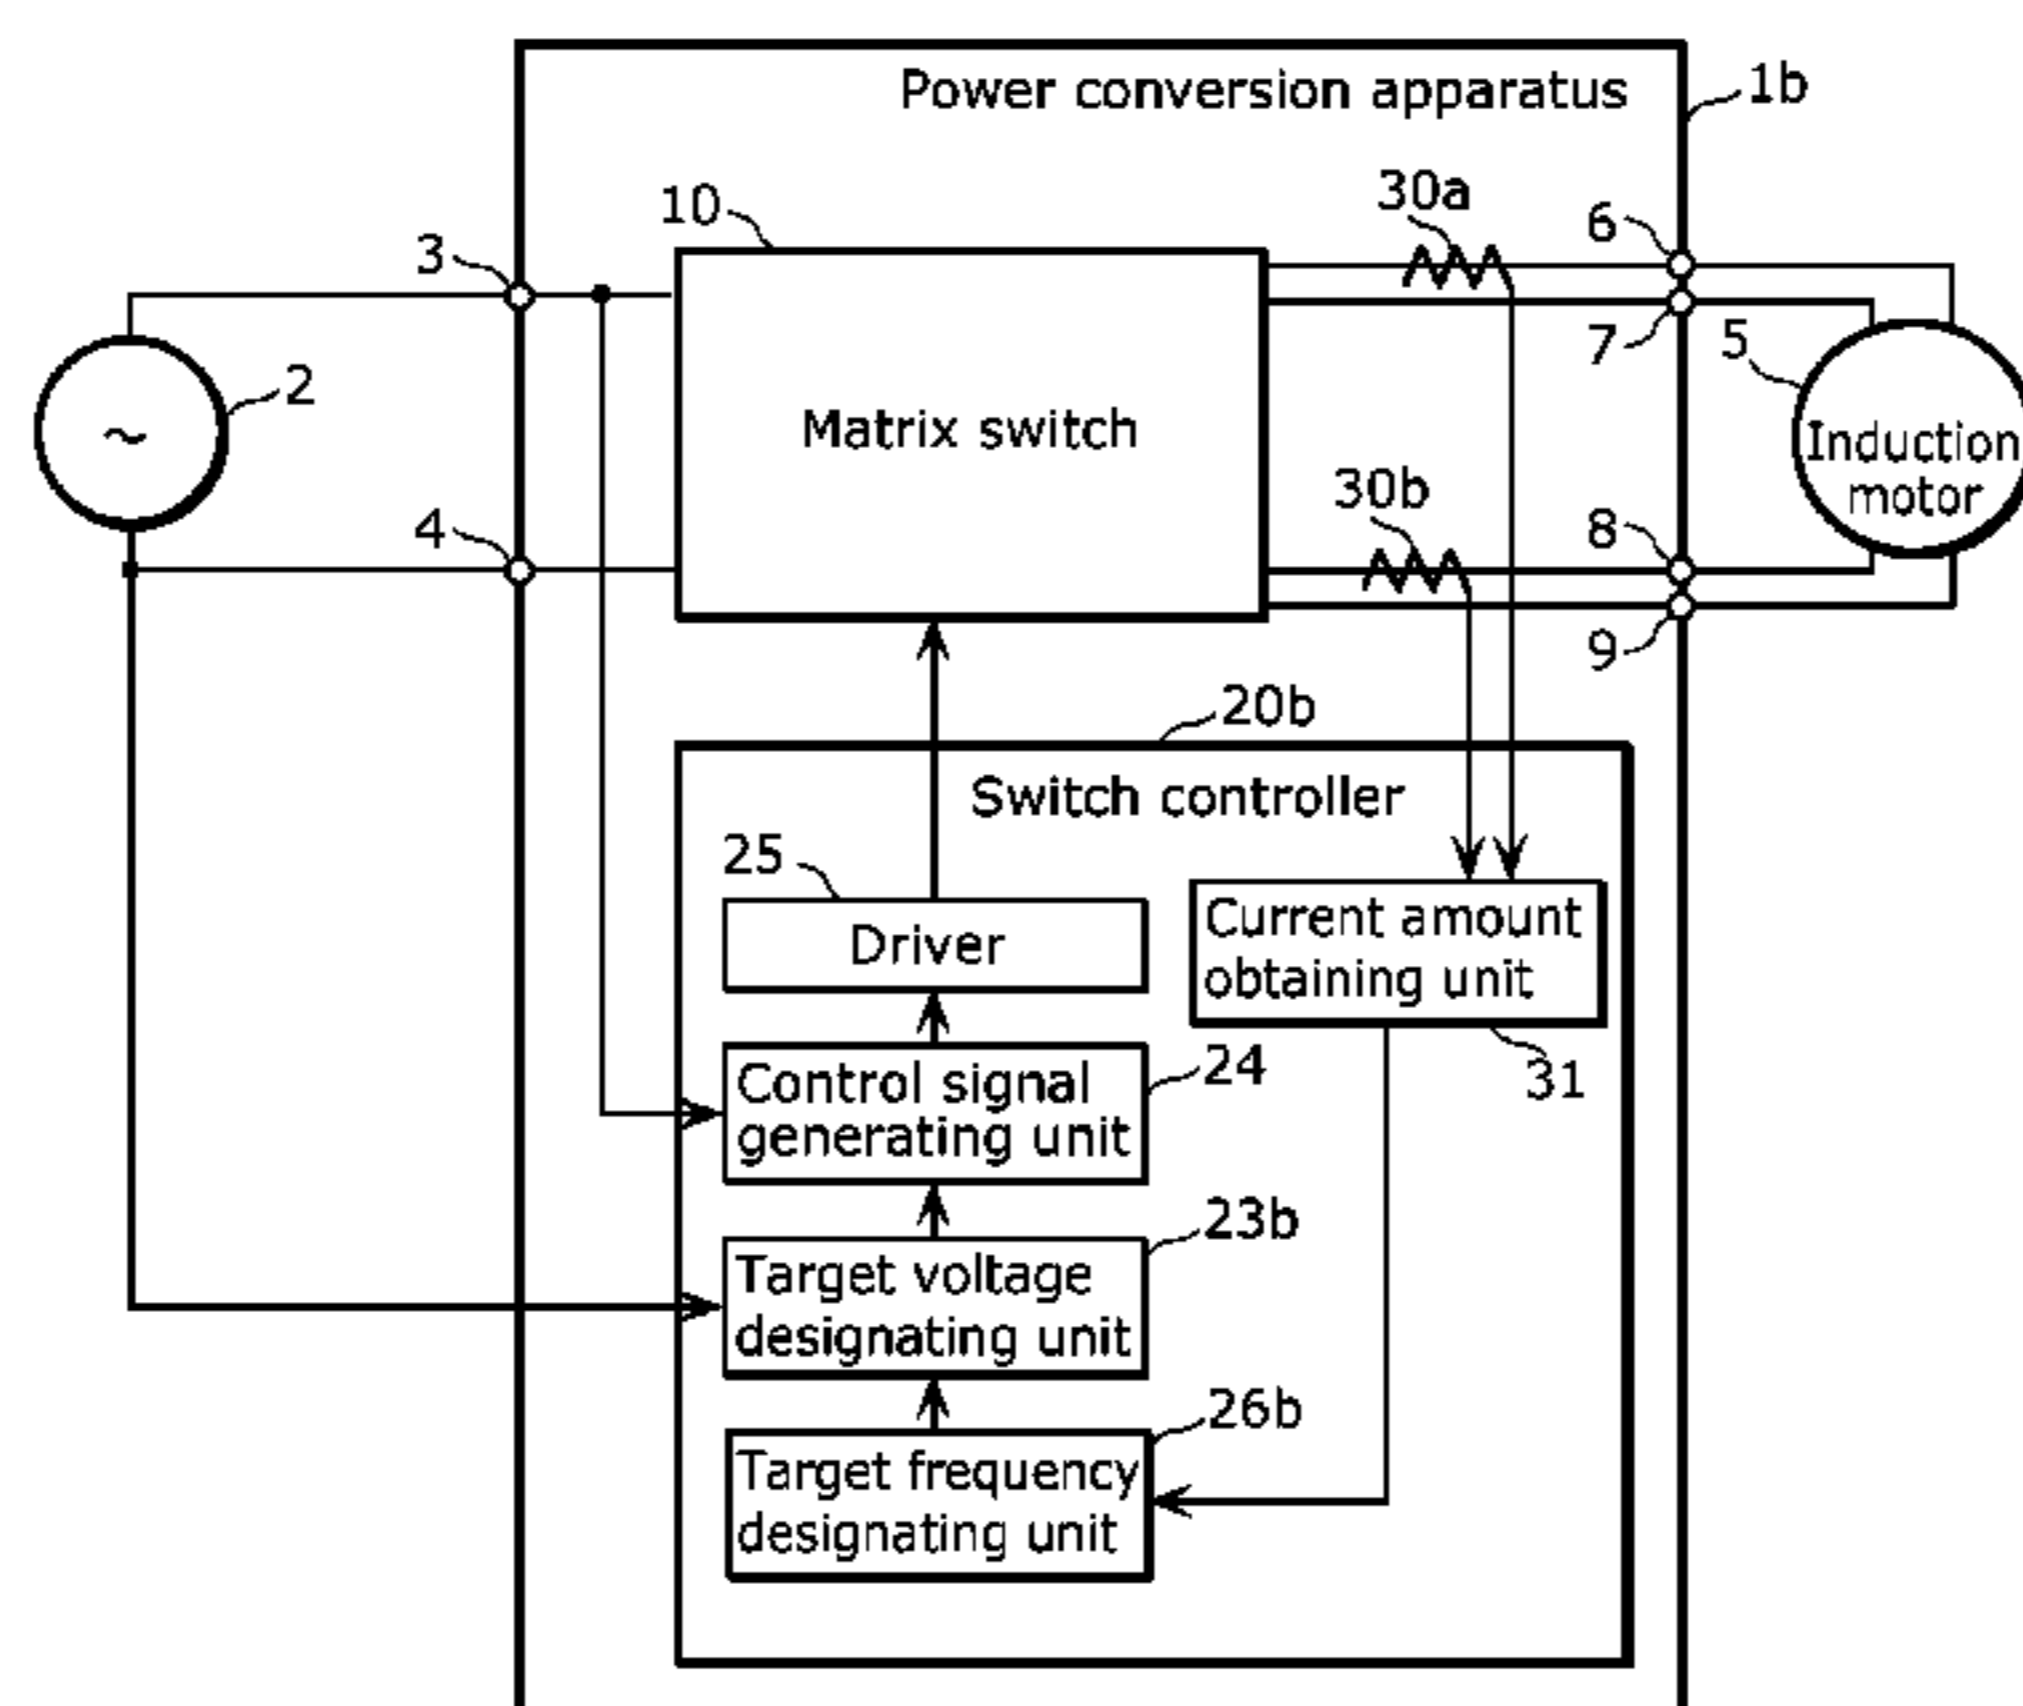 Power conversion apparatus
1b
30a
10
6
3
7
5
2
Matrix switch
Induction
motor
30b
4
8
9
20b
Switch controller
25
Driver
Current amount
obtaining unit
31
Control signal
generating unit
24
23b
Target voltage
designating unit
26b
Target frequency
designating unit
~